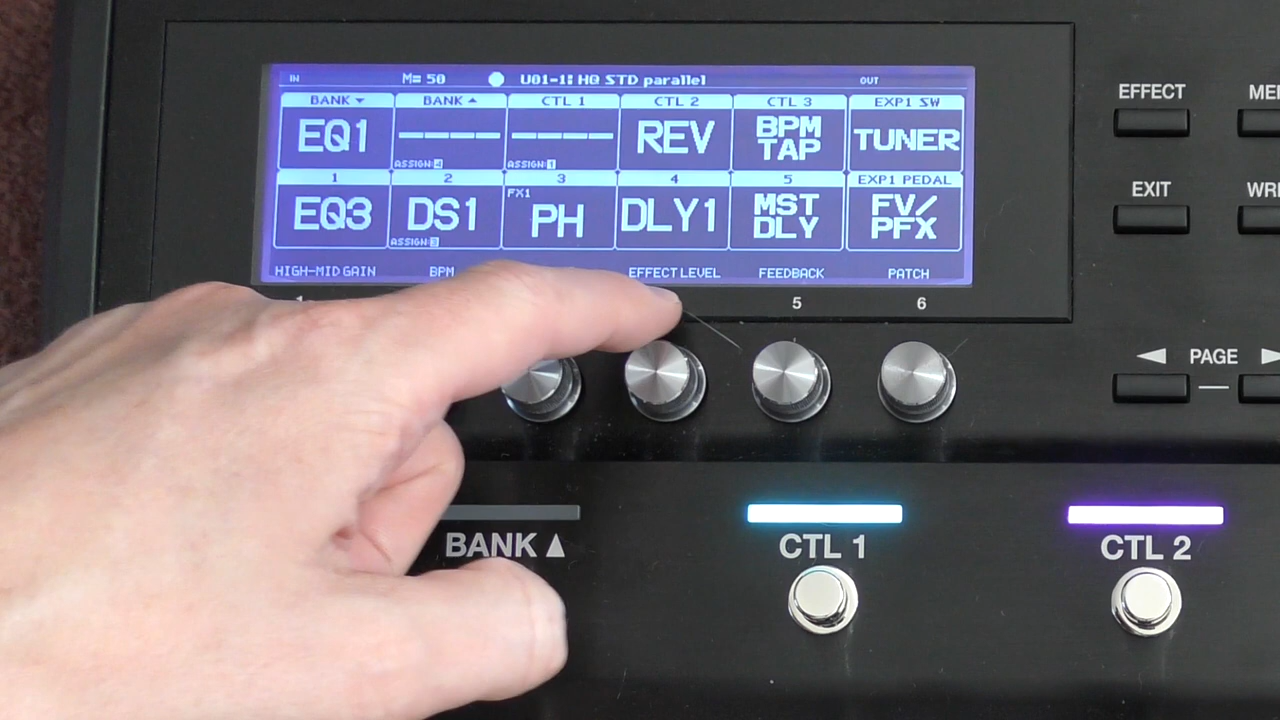 IN M= 50 U01-1: HQ STD parallel OUT
BANK ▼ BANK ▲ CTL 1 CTL 2 CTL 3 EXP1 SW
EQ1 ---- ---- REV BPM TAP TUNER
ASSIGN:4 ASSIGN:1
1 2 3 4 5 EXP1 PEDAL
EQ3 DS1 FX1 PH DLY1 MST DLY FV/PFX
ASSIGN:3
HIGH-MID GAIN BPM EFFECT LEVEL FEEDBACK PATCH
5 6
EFFECT
EXIT
◀ PAGE ▶
BANK ▲
CTL 1
CTL 2